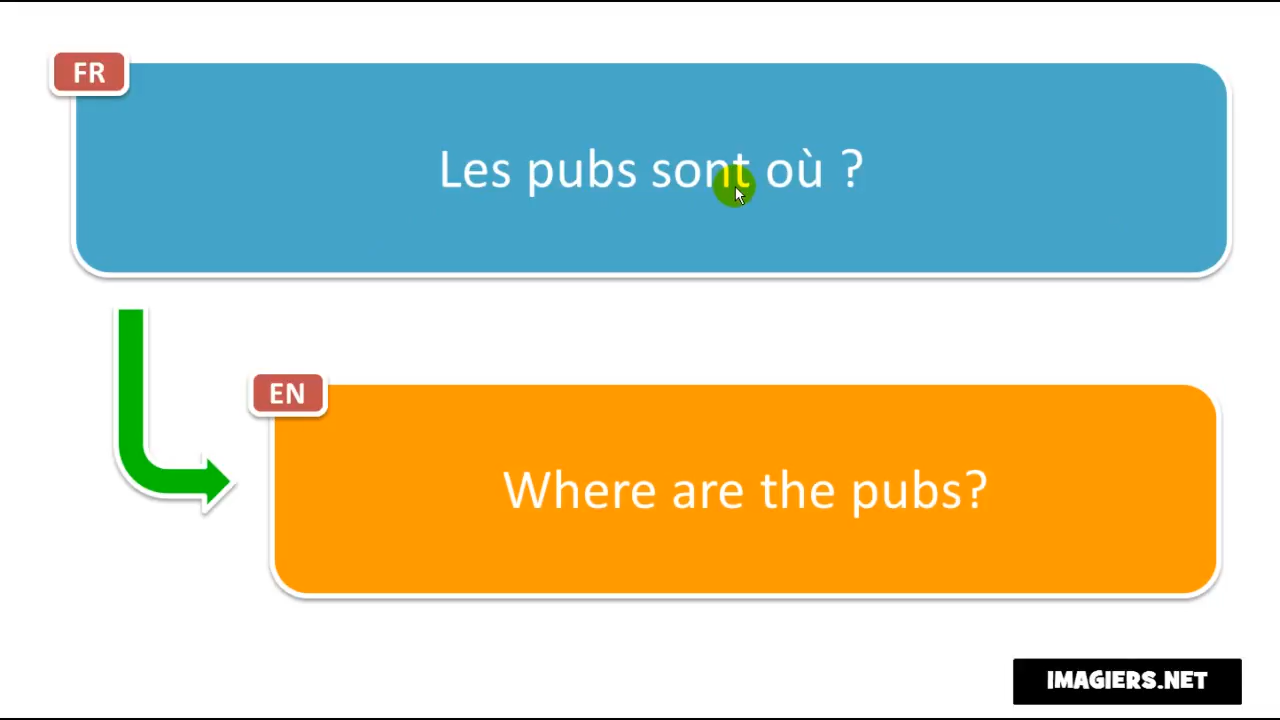 FR
Les pubs sont où ?
EN
Where are the pubs?
IMAGIERS.NET